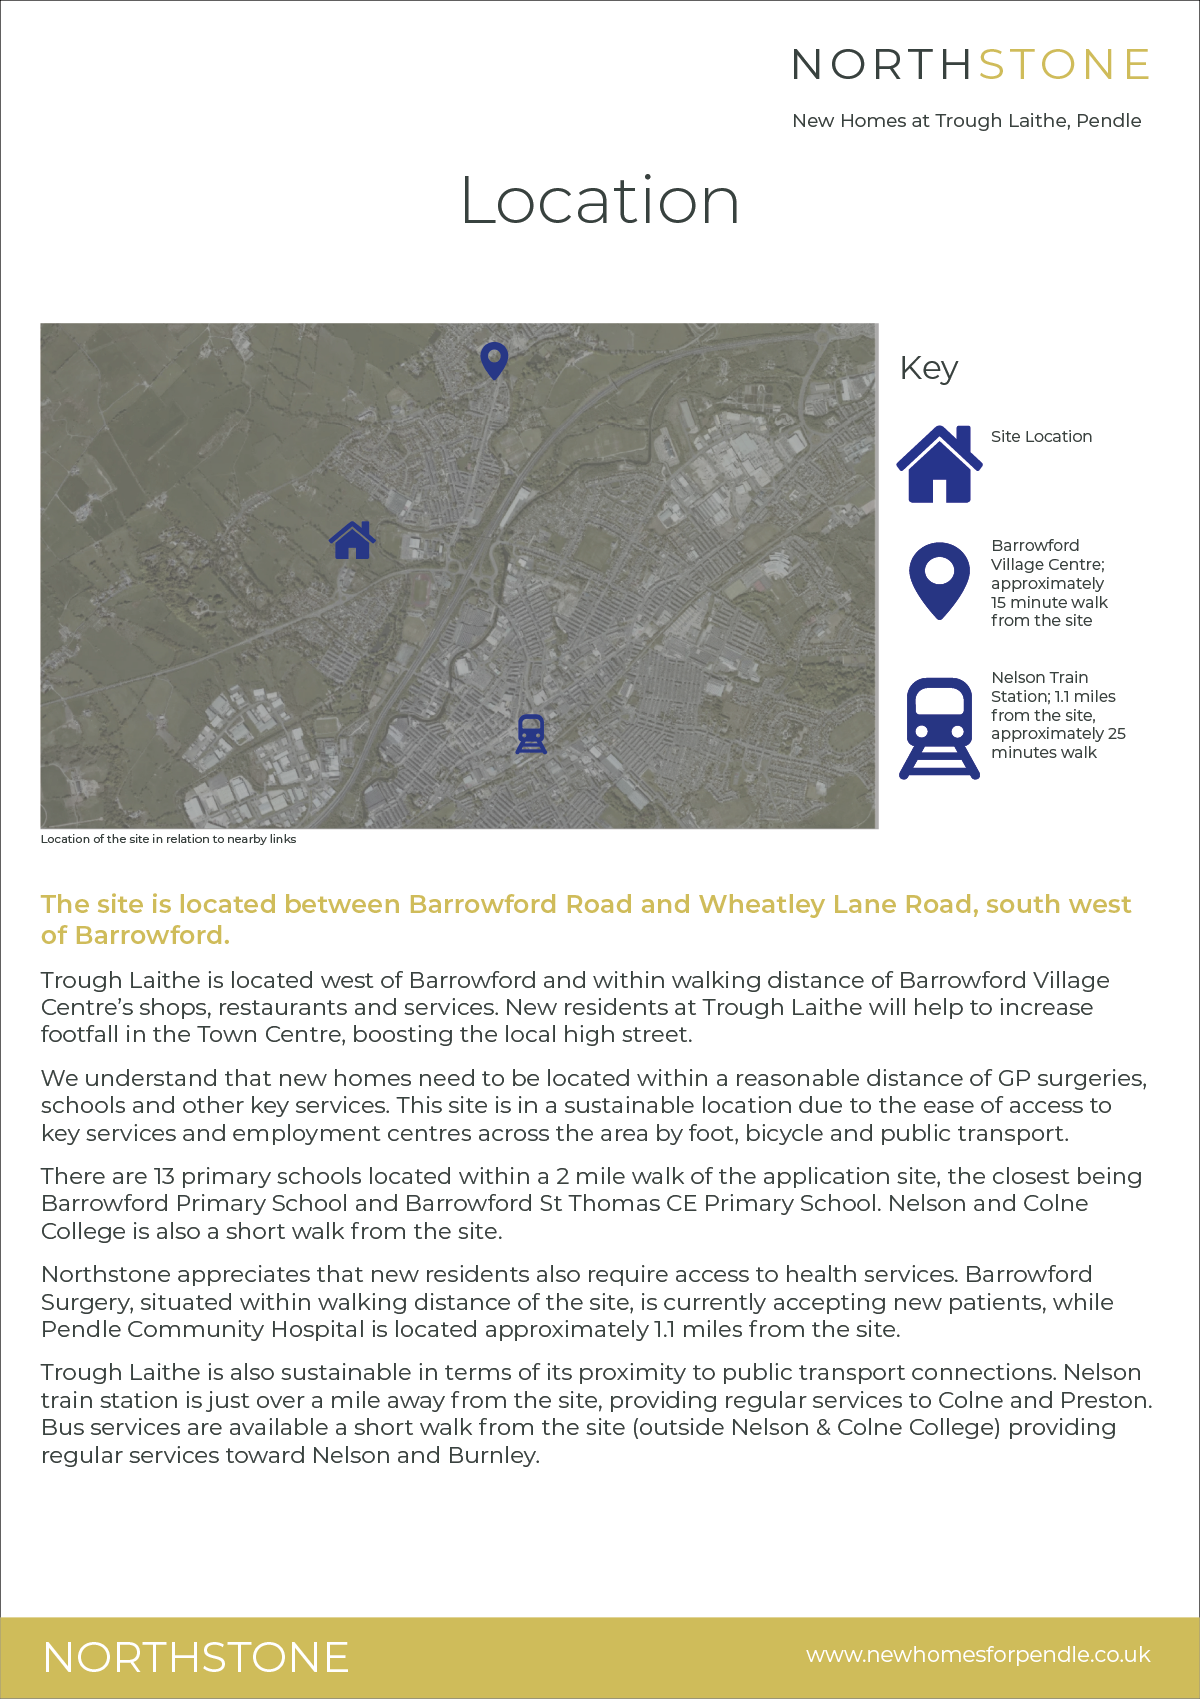 NORTHSTONE
New Homes at Trough Laithe, Pendle
Location
Key
Site Location
Barrowford
Village Centre;
approximately
15 minute walk
from the site
Nelson Train
Station; 1.1 miles
from the site,
approximately 25
minutes walk
Location of the site in relation to nearby links
The site is located between Barrowford Road and Wheatley Lane Road, south west
of Barrowford.
Trough Laithe is located west of Barrowford and within walking distance of Barrowford Village
Centre’s shops, restaurants and services. New residents at Trough Laithe will help to increase
footfall in the Town Centre, boosting the local high street.
We understand that new homes need to be located within a reasonable distance of GP surgeries,
schools and other key services. This site is in a sustainable location due to the ease of access to
key services and employment centres across the area by foot, bicycle and public transport.
There are 13 primary schools located within a 2 mile walk of the application site, the closest being
Barrowford Primary School and Barrowford St Thomas CE Primary School. Nelson and Colne
College is also a short walk from the site.
Northstone appreciates that new residents also require access to health services. Barrowford
Surgery, situated within walking distance of the site, is currently accepting new patients, while
Pendle Community Hospital is located approximately 1.1 miles from the site.
Trough Laithe is also sustainable in terms of its proximity to public transport connections. Nelson
train station is just over a mile away from the site, providing regular services to Colne and Preston.
Bus services are available a short walk from the site (outside Nelson & Colne College) providing
regular services toward Nelson and Burnley.
NORTHSTONE
www.newhomesforpendle.co.uk